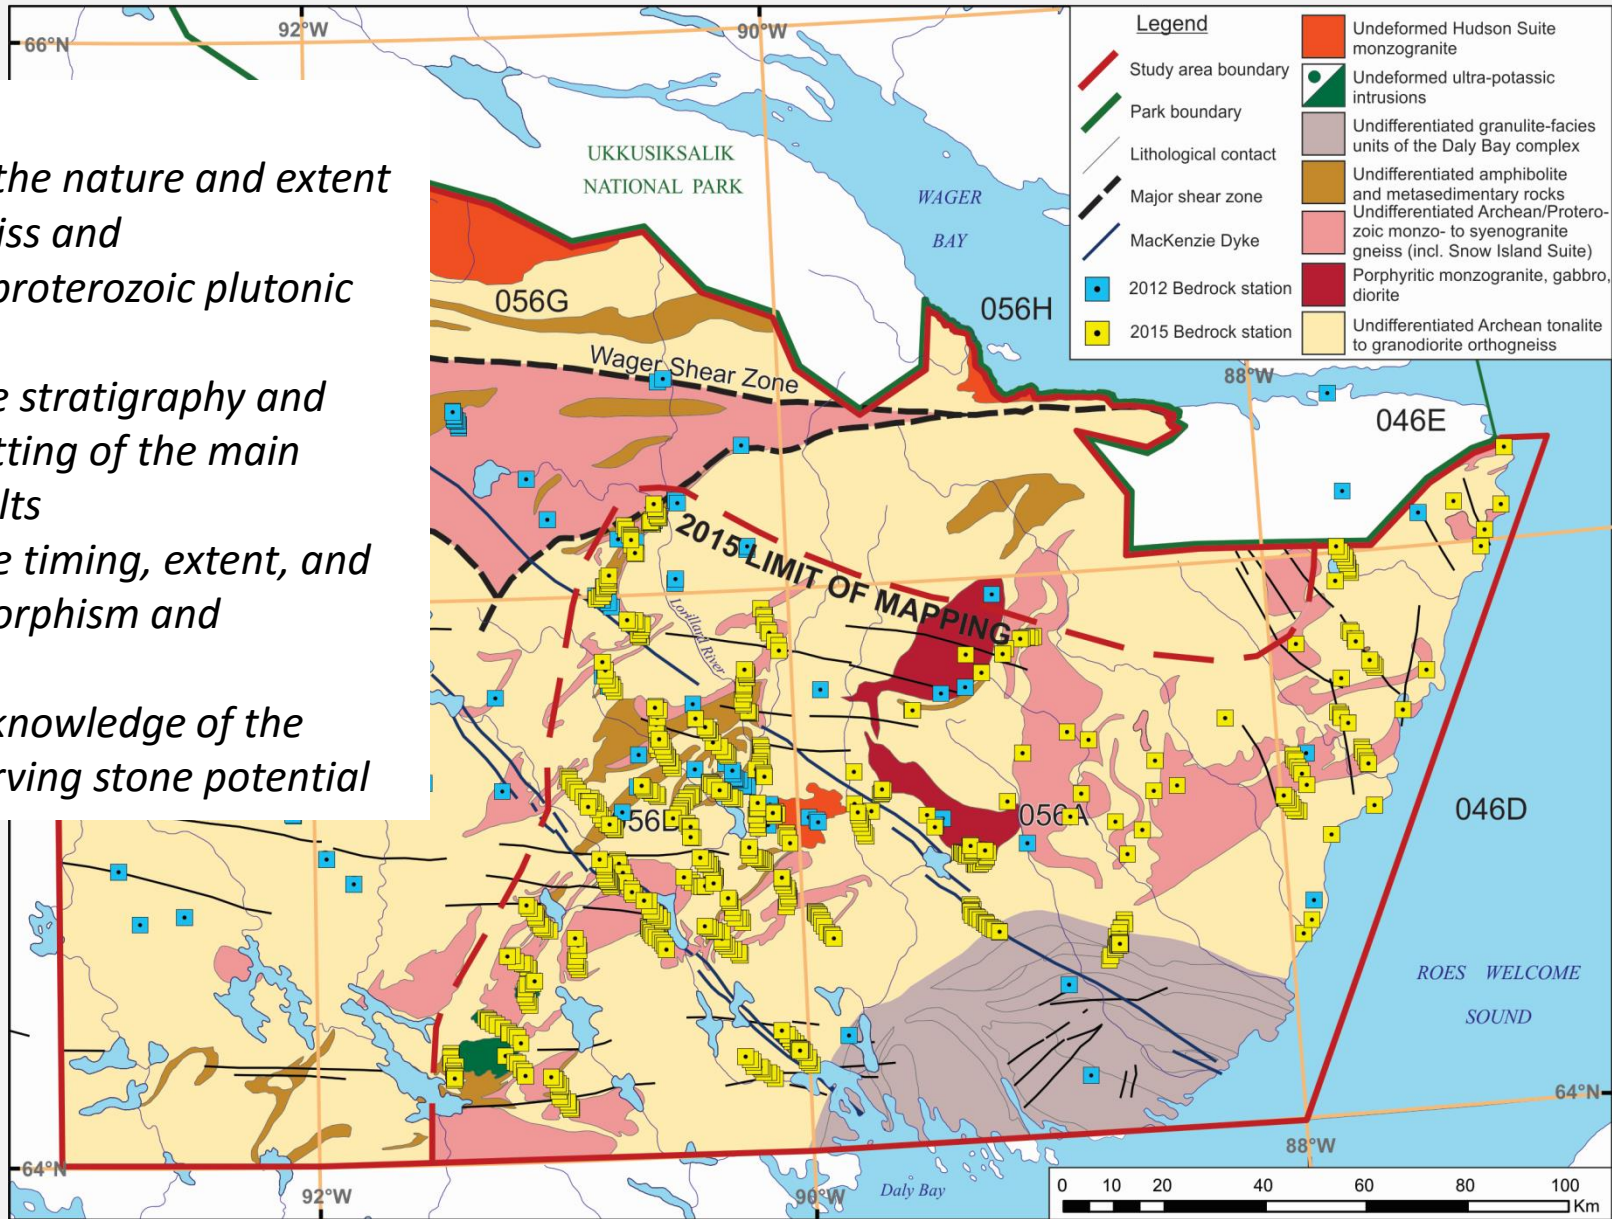 the nature and extent
iss and
proterozoic plutonic
e stratigraphy and
tting of the main
lts
e timing, extent, and
orphism and
knowledge of the
rving stone potential
92°W
90°W
66°N
UKKUSIKSALIK
NATIONAL PARK
WAGER
BAY
056G
056H
Wager Shear Zone
88°W
046E
2015 LIMIT OF MAPPING
Lorillard River
056A
046D
ROES WELCOME
SOUND
64°N
88°W
64°N
92°W
90°W
Daly Bay
Legend
Study area boundary
Park boundary
Lithological contact
Major shear zone
MacKenzie Dyke
2012 Bedrock station
2015 Bedrock station
Undeformed Hudson Suite
monzogranite
Undeformed ultra-potassic
intrusions
Undifferentiated granulite-facies
units of the Daly Bay complex
Undifferentiated amphibolite
and metasedimentary rocks
Undifferentiated Archean/Protero-
zoic monzo- to syenogranite
gneiss (incl. Snow Island Suite)
Porphyritic monzogranite, gabbro,
diorite
Undifferentiated Archean tonalite
to granodiorite orthogneiss
0 10 20 40 60 80 100
Km